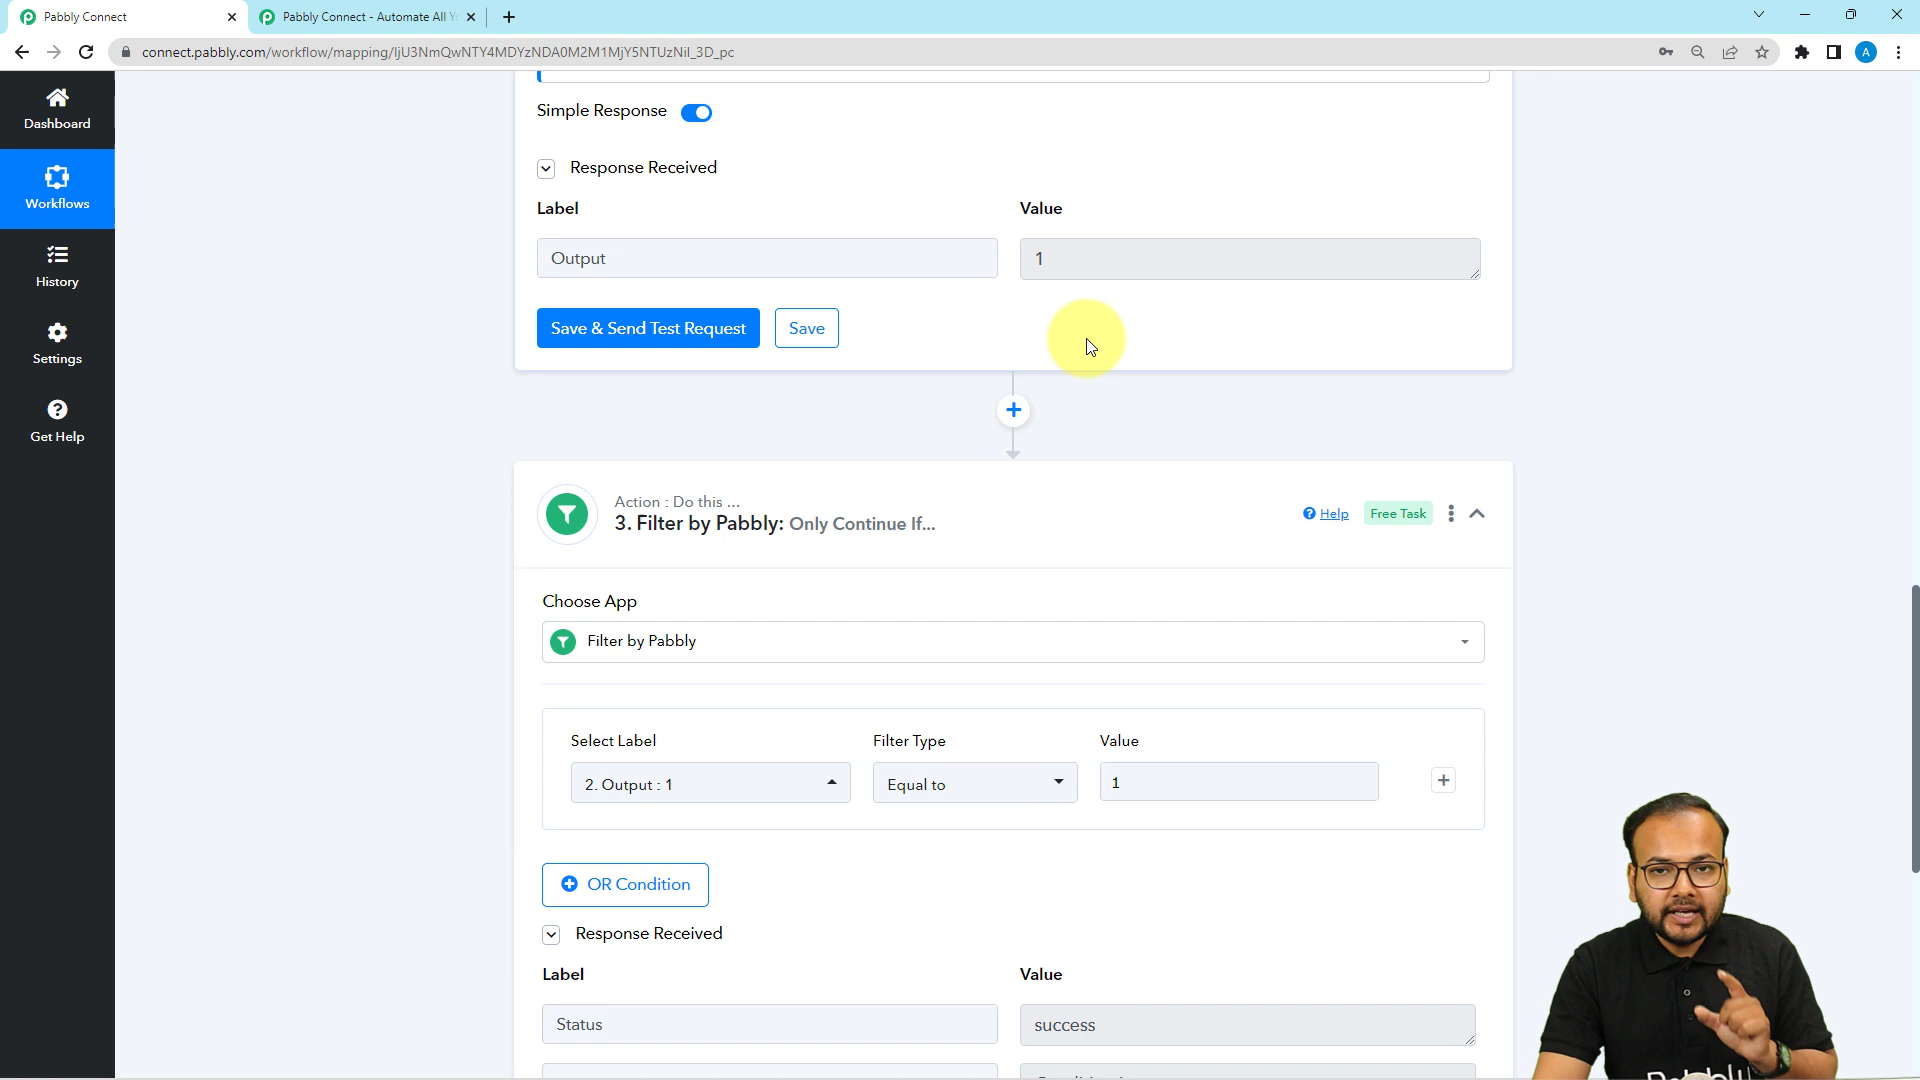 Pabbly Connect
Pabbly Connect - Automate All Y
connect.pabbly.com/workflow/mapping/IjU3NmQwNTY4MDYzNDA0M2M1MjY5NTUzNiI_3D_pc
A
Dashboard
Workflows
History
Settings
Get Help
Simple Response
Response Received
Label
Value
Output
1
Save & Send Test Request
Save
Action : Do this ...
3. Filter by Pabbly: Only Continue If...
Help
Free Task
Choose App
Filter by Pabbly
Select Label
Filter Type
Value
2. Output : 1
Equal to
1
OR Condition
Response Received
Label
Value
Status
success